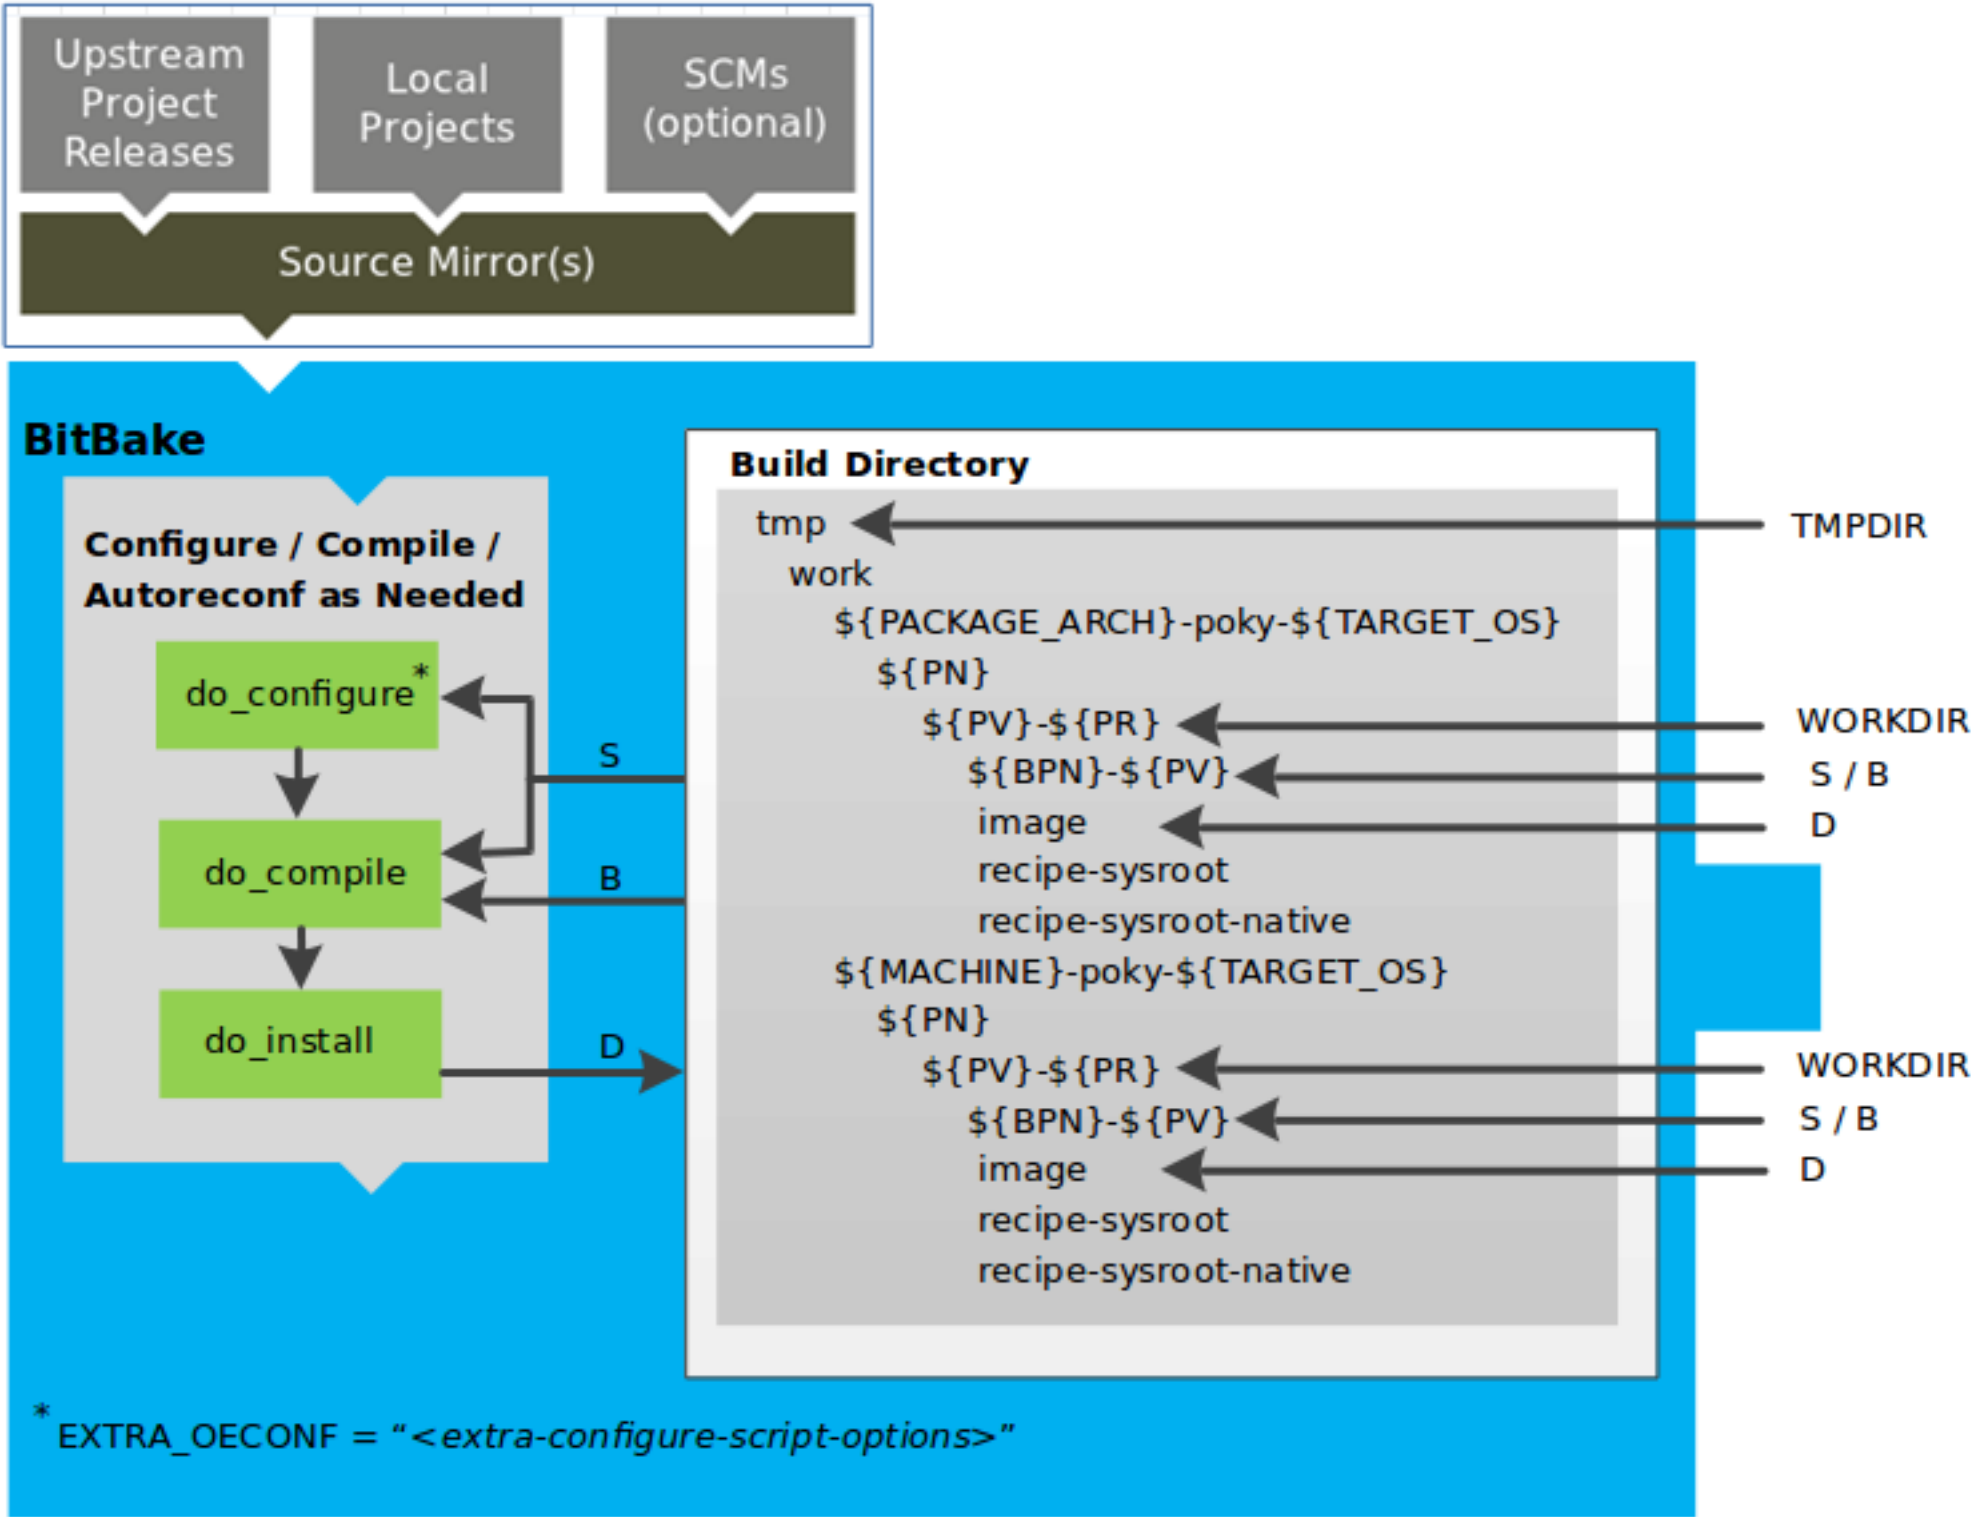 Upstream
Project
Releases
Local
Projects
SCMs
(optional)
Source Mirror(s)
BitBake
Configure / Compile /
Autoreconf as Needed
do_configure*
do_compile
do_install
S
B
D
Build Directory
tmp
TMPDIR
work
${PACKAGE_ARCH}-poky-${TARGET_OS}
${PN}
${PV}-${PR}
WORKDIR
${BPN}-${PV}
S / B
image
D
recipe-sysroot
recipe-sysroot-native
${MACHINE}-poky-${TARGET_OS}
${PN}
${PV}-${PR}
WORKDIR
${BPN}-${PV}
S / B
image
D
recipe-sysroot
recipe-sysroot-native
* EXTRA_OECONF = “<extra-configure-script-options>”